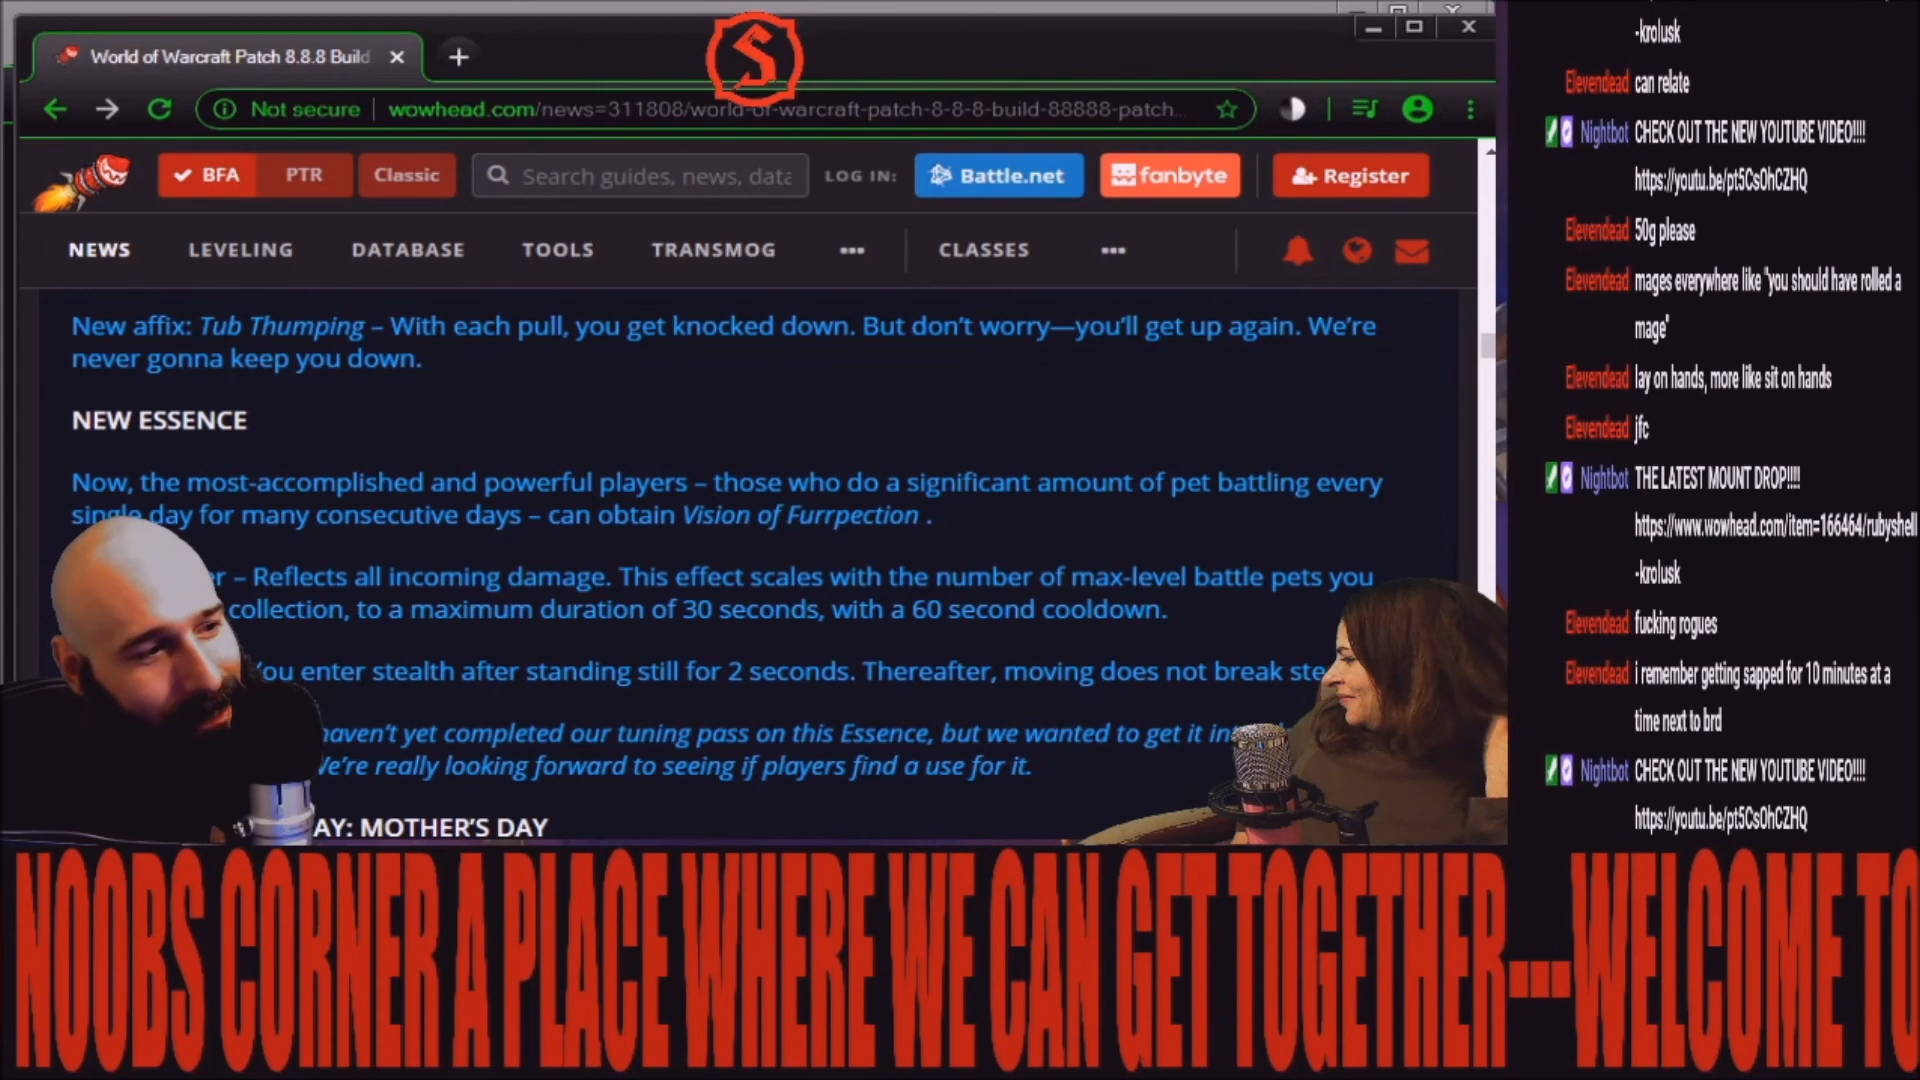 World of Warcraft Patch 8.8.8 Build
Not secure | wowhead.com/news=311808/world-of-warcraft-patch-8-8-8-build-88888-patch...
BFA PTR Classic Search guides, news, data LOG IN: Battle.net fanbyte Register
NEWS LEVELING DATABASE TOOLS TRANSMOG ••• CLASSES •••
New affix: Tub Thumping – With each pull, you get knocked down. But don't worry—you'll get up again. We're
never gonna keep you down.
NEW ESSENCE
Now, the most-accomplished and powerful players – those who do a significant amount of pet battling every
single day for many consecutive days – can obtain Vision of Furrpection .
– Reflects all incoming damage. This effect scales with the number of max-level battle pets you
collection, to a maximum duration of 30 seconds, with a 60 second cooldown.
You enter stealth after standing still for 2 seconds. Thereafter, moving does not break
haven't yet completed our tuning pass on this Essence, but we wanted to get it
We're really looking forward to seeing if players find a use for it.
AY: MOTHER'S DAY
-krolusk
Elevendead can relate
Nightbot CHECK OUT THE NEW YOUTUBE VIDEO!!!!
https://youtu.be/pt5CsOhCZHQ
Elevendead 50g please
Elevendead mages everywhere like "you should have rolled a
mage"
Elevendead lay on hands, more like sit on hands
Elevendead jfc
Nightbot THE LATEST MOUNT DROP!!!!
https://www.wowhead.com/item=166464/rubyshell
-krolusk
Elevendead fucking rogues
Elevendead i remember getting sapped for 10 minutes at a
time next to brd
Nightbot CHECK OUT THE NEW YOUTUBE VIDEO!!!!
https://youtu.be/pt5CsOhCZHQ
NOOBS CORNER A PLACE WHERE WE CAN GET TOGETHER---WELCOME TO